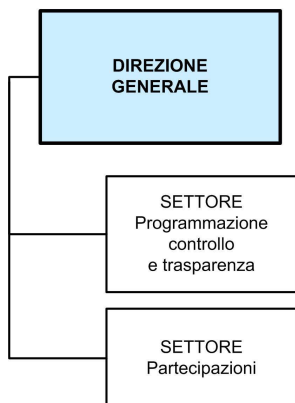 DIREZIONE
GENERALE
SETTORE
Programmazione
controllo
e trasparenza
SETTORE
Partecipazioni